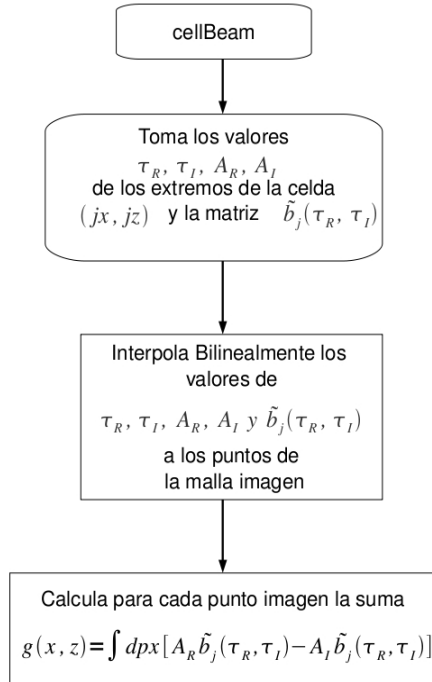 cellBeam
Toma los valores
τ_R, τ_I, A_R, A_I
de los extremos de la celda
(jx, jz) y la matriz b̃_j(τ_R, τ_I)
Interpola Bilinealmente los
valores de
τ_R, τ_I, A_R, A_I y b̃_j(τ_R, τ_I)
a los puntos de
la malla imagen
Calcula para cada punto imagen la suma
g(x, z)=∫ dpx[A_R b̃_j(τ_R, τ_I)−A_I b̃_j(τ_R, τ_I)]